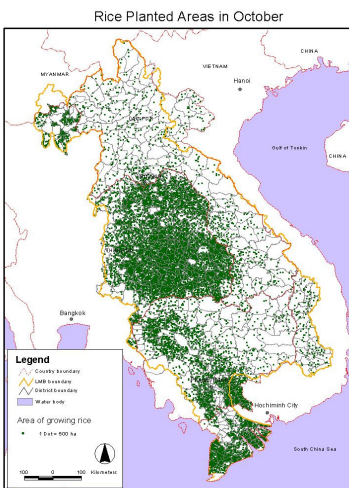 Rice Planted Areas in October
CHINA
MYANMAR
VIETNAM
Hanoi
Gulf of Tonkin
CHINA
Bangkok
Hochiminh City
South China Sea
Legend
Country boundary
LMB boundary
District boundary
Water body
Area of growing rice
1 Dot = 500 ha
100 0 100 Kilometers